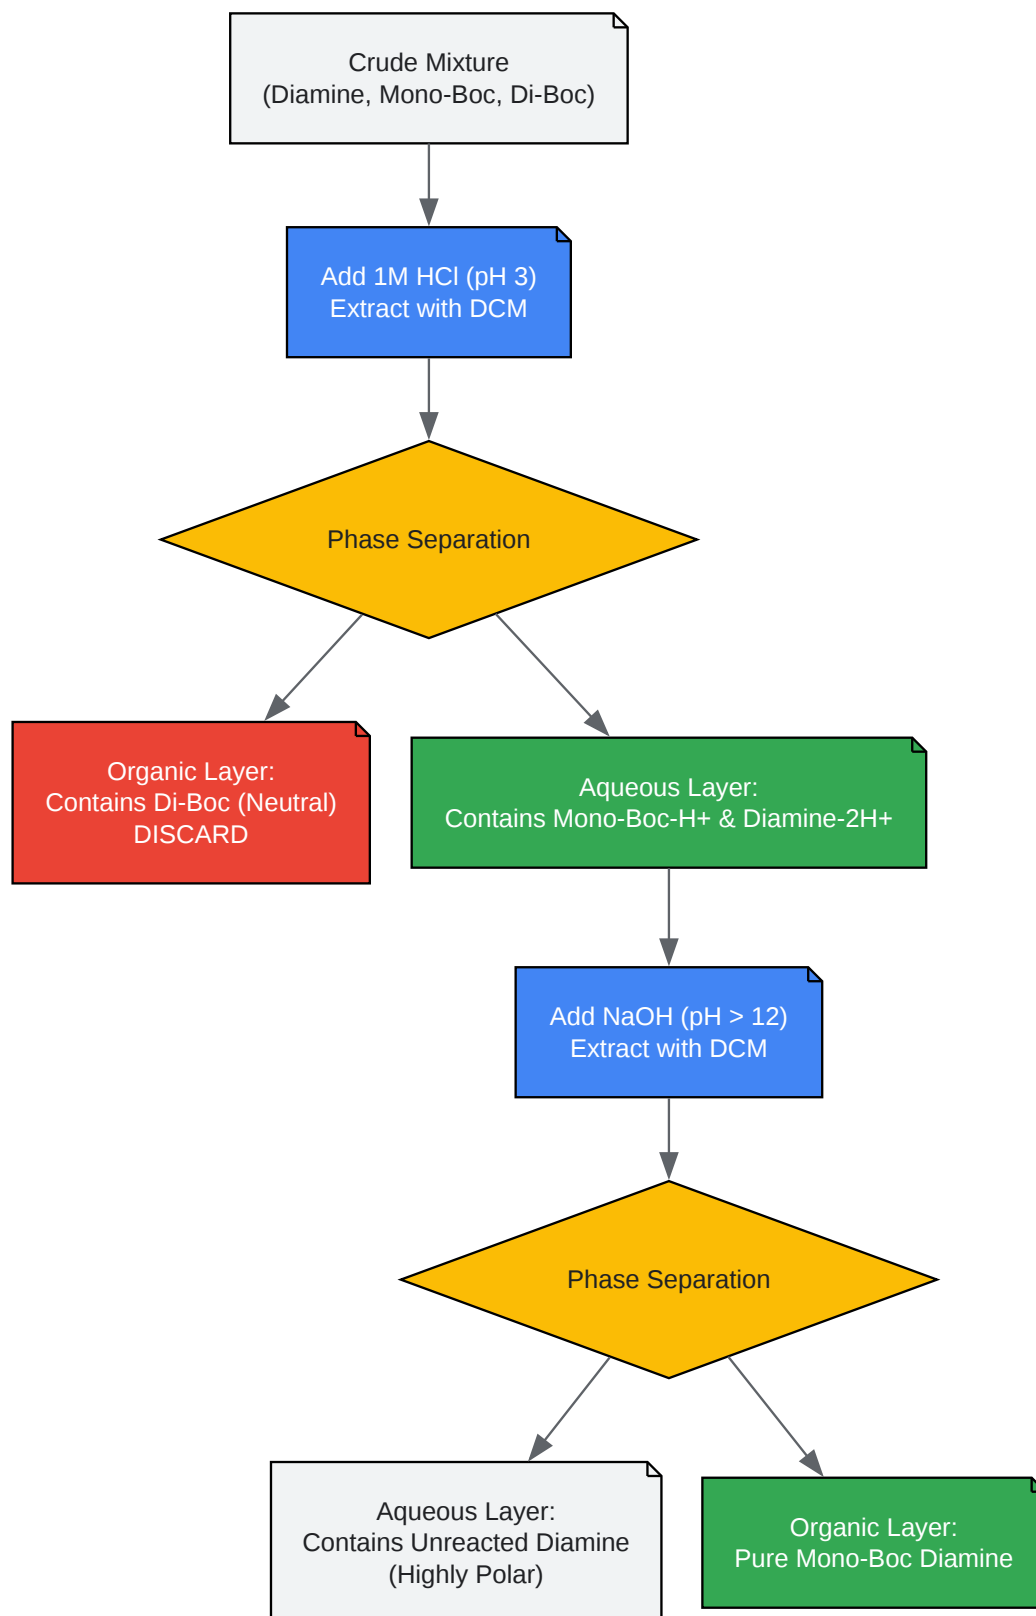 Crude Mixture
(Diamine, Mono-Boc, Di-Boc)
Add 1M HCl (pH 3)
Extract with DCM
Phase Separation
Organic Layer:
Contains Di-Boc (Neutral)
DISCARD
Aqueous Layer:
Contains Mono-Boc-H+ & Diamine-2H+
Add NaOH (pH > 12)
Extract with DCM
Phase Separation
Aqueous Layer:
Contains Unreacted Diamine
(Highly Polar)
Organic Layer:
Pure Mono-Boc Diamine